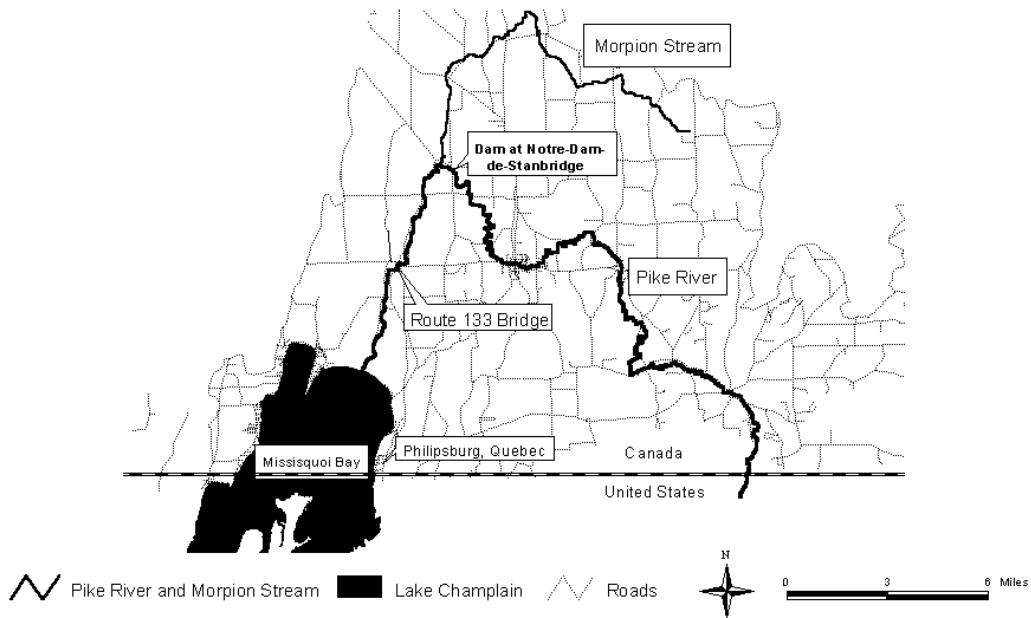 Morpion Stream
Dam at Notre-Dam-
de-Stanbridge
Pike River
Route 133 Bridge
Philipsburg, Quebec
Missisquoi Bay
Canada
United States
Pike River and Morpion Stream
Lake Champlain
Roads
N
0 3 6 Miles